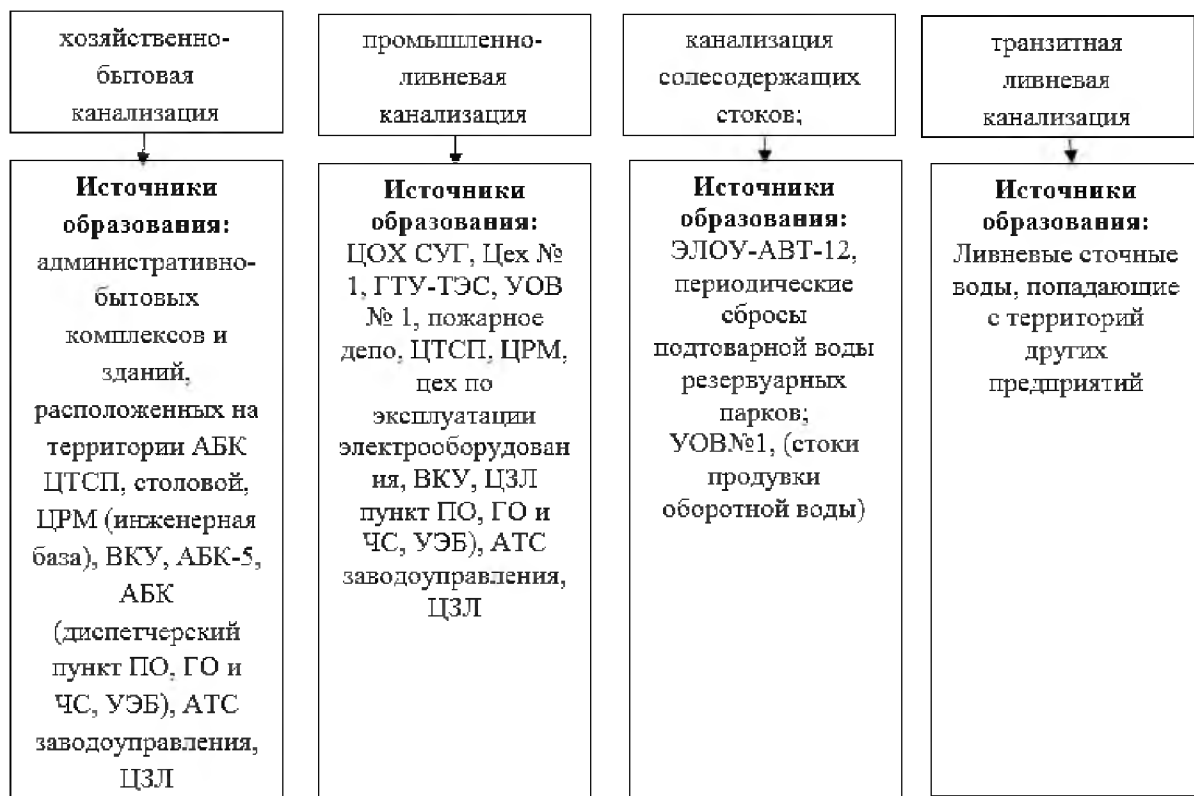 хозяйственно-
бытовая
канализация
Источники
образования:
административно-
бытовых
комплексов и
зданий,
расположенных на
территории АБК
ЦТСП, столовой,
ЦРМ (инженерная
база), ВКУ, АБК-5,
АБК
(диспетчерский
пункт ПО, ГО и
ЧС, УЭБ), АТС
заводоуправления,
ЦЗЛ
промышленно-
ливневая
канализация
Источники
образования:
ЦОХ СУГ, Цех №
1, ГТУ-ТЭС, УОВ
№ 1, пожарное
депо, ЦТСП, ЦРМ,
цех по
эксплуатации
электрооборудован
ия, ВКУ, ЦЗЛ
пункт ПО, ГО и
ЧС, УЭБ), АТС
заводоуправления,
ЦЗЛ
канализация
солесодержащих
стоков;
Источники
образования:
ЭЛОУ-АВТ-12,
периодические
сбросы
подтоварной воды
резервуарных
парков;
УОВ№1, (стоки
продувки
оборотной воды)
транзитная
ливневая
канализация
Источники
образования:
Ливневые сточные
воды, попадающие
с территорий
других
предприятий